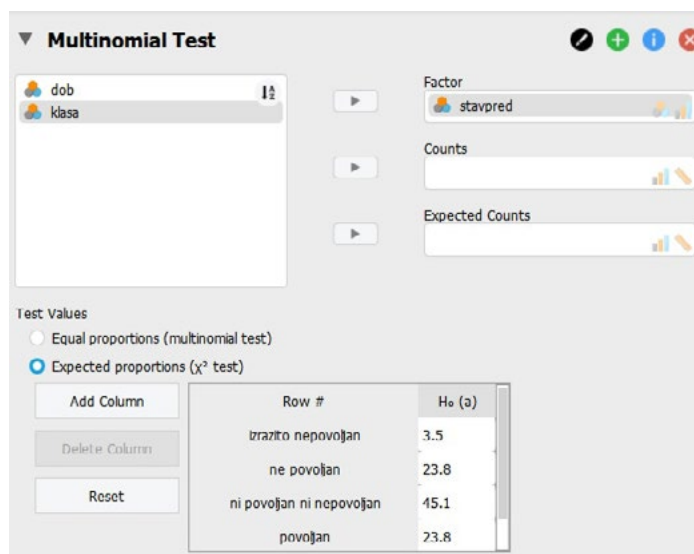 Multinomial Test
dob
klasa
Factor
stavpred
Counts
Expected Counts
Test Values
Equal proportions (multinomial test)
Expected proportions (χ² test)
Add Column
Delete Column
Reset
Row # H₀ (a)
izrazito nepovoljan 3.5
ne povoljan 23.8
ni povoljan ni nepovoljan 45.1
povoljan 23.8